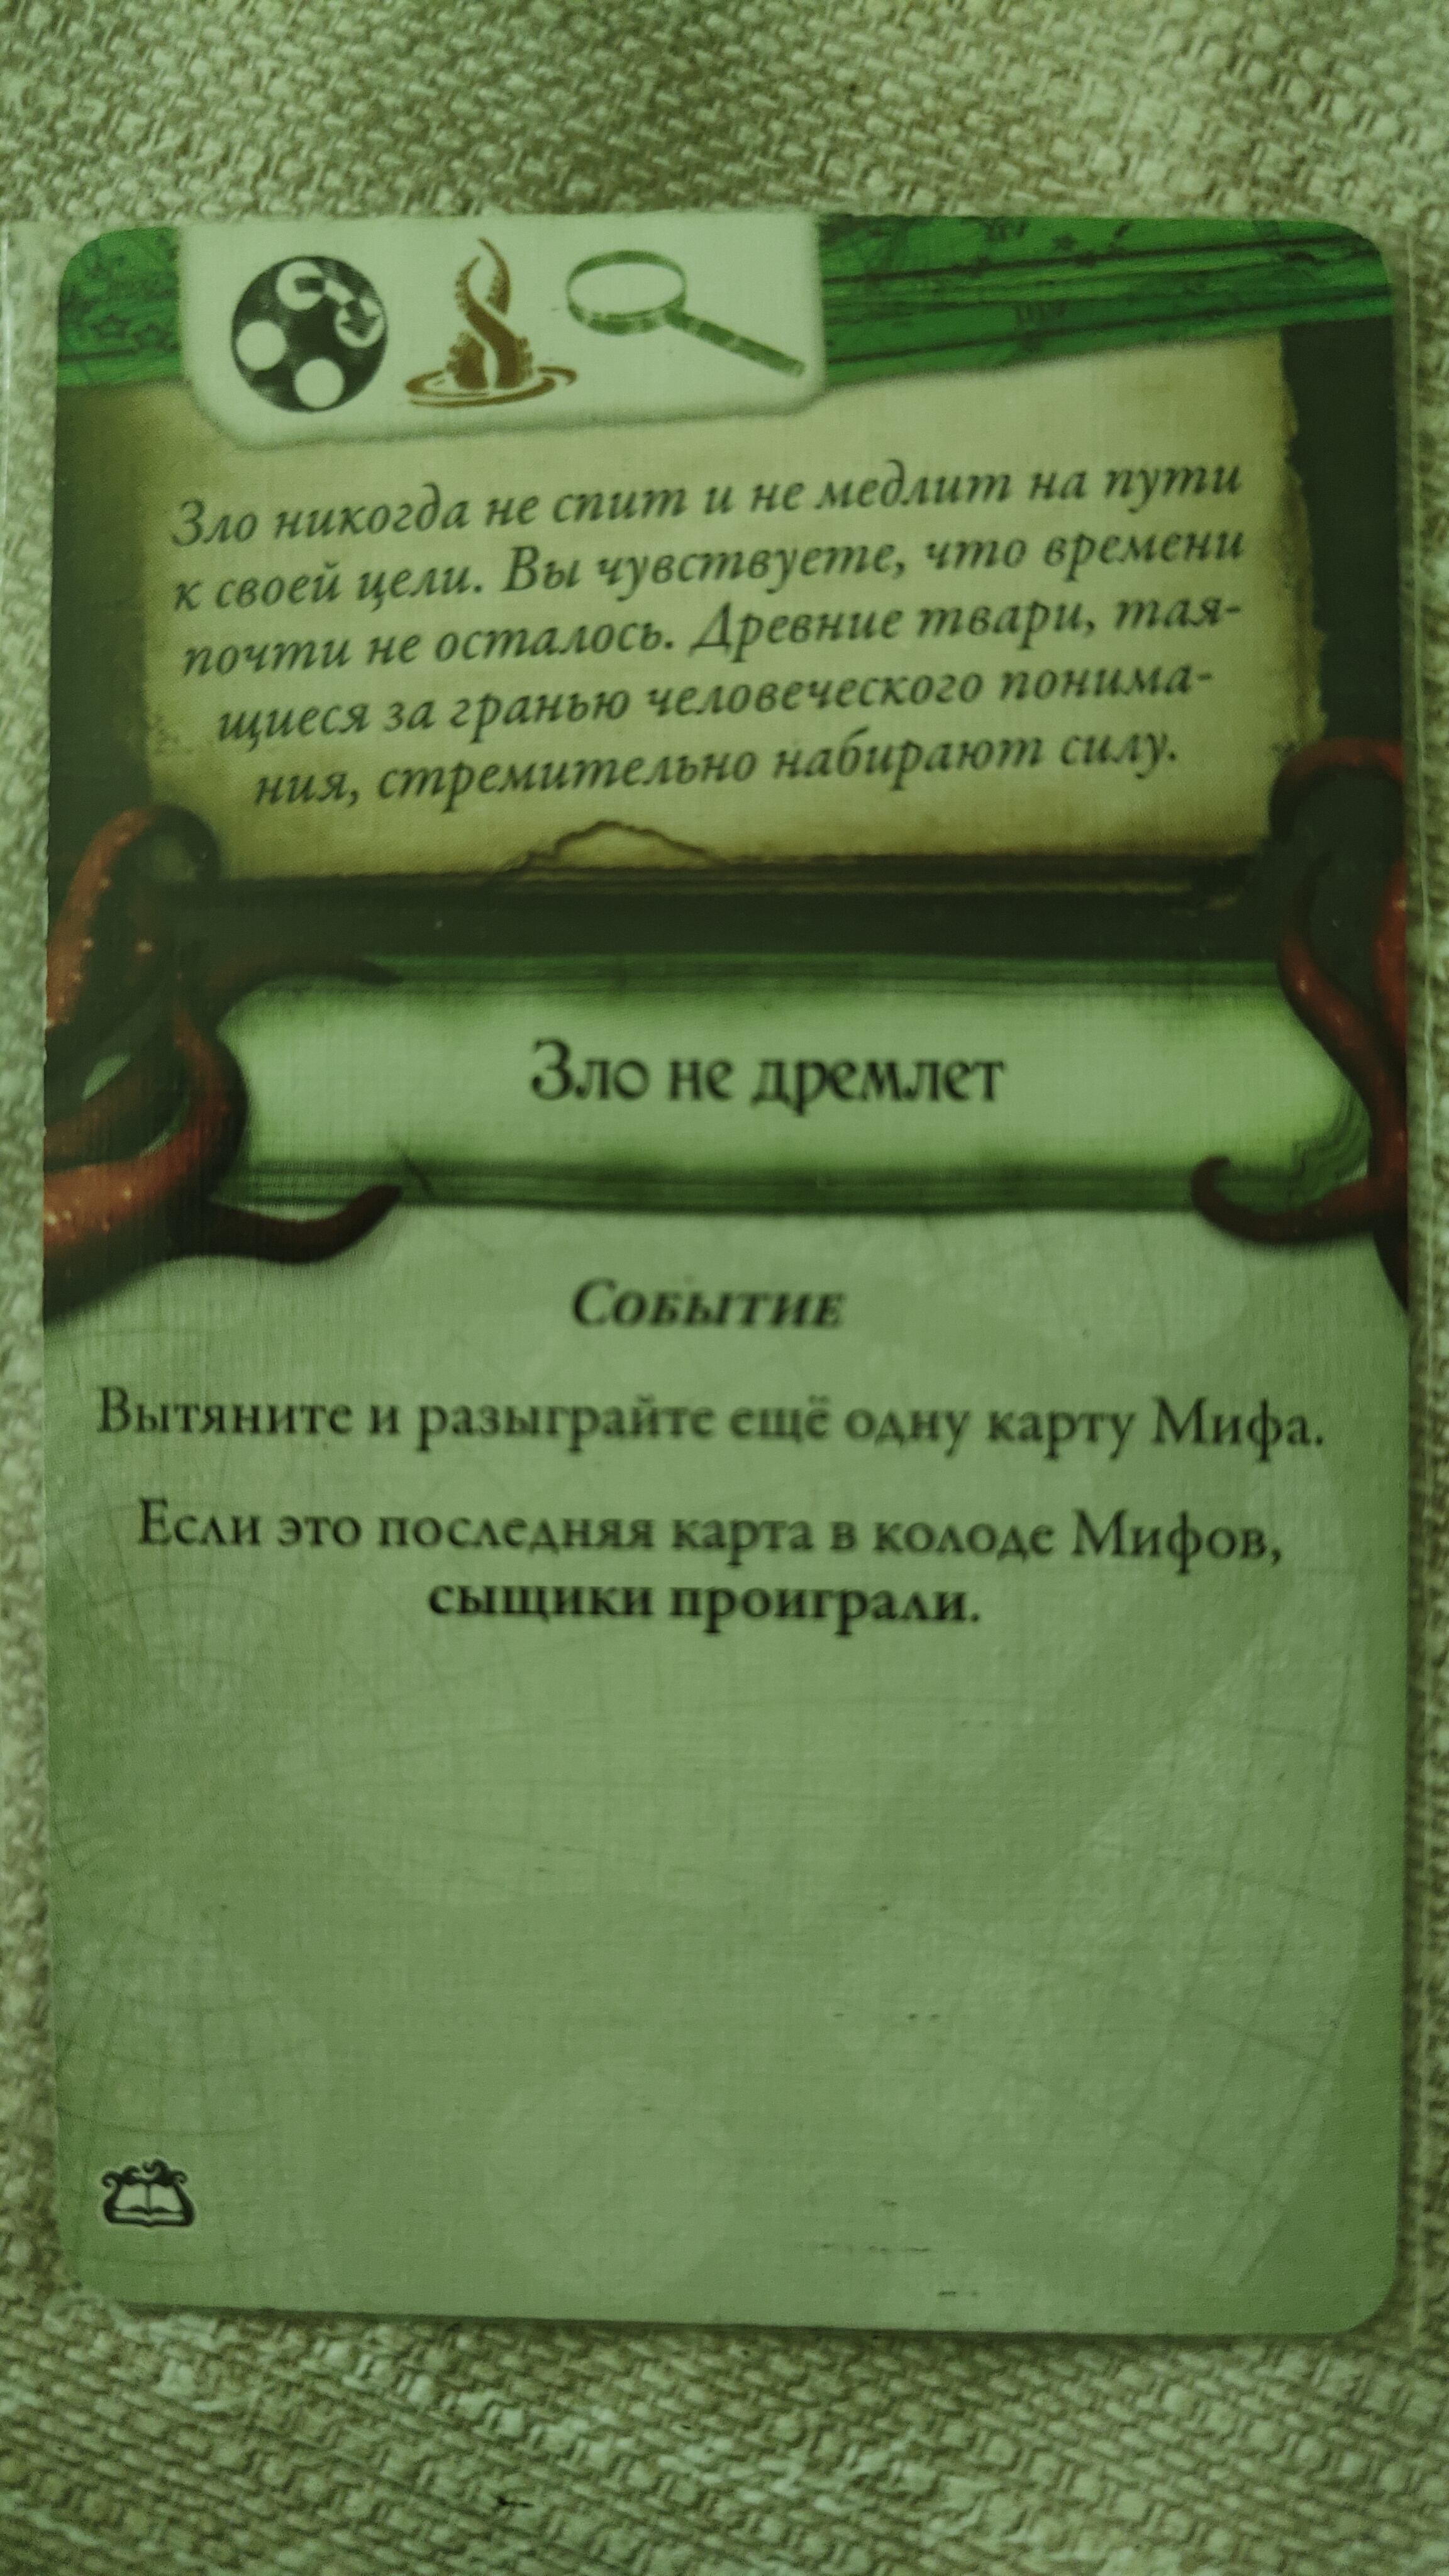 Зло никогда не спит и не медлит на пути
к своей цели. Вы чувствуете, что времени
почти не осталось. Древние твари, тая-
щиеся за гранью человеческого понима-
ния, стремительно набирают силу.
Зло не дремлет
Событие
Вытяните и разыграйте ещё одну карту Мифа.
Если это последняя карта в колоде Мифов,
сыщики проиграли.